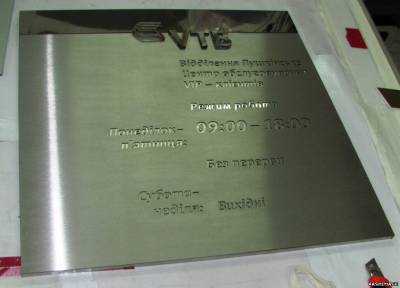 VTB
Відділення Пушкінське
Центр обслуговування
VIP – клієнтів
Режим роботи
Понеділок– 09:00–18:00
п'ятниця:
Без перерви
Субота–
неділя: Вихідні